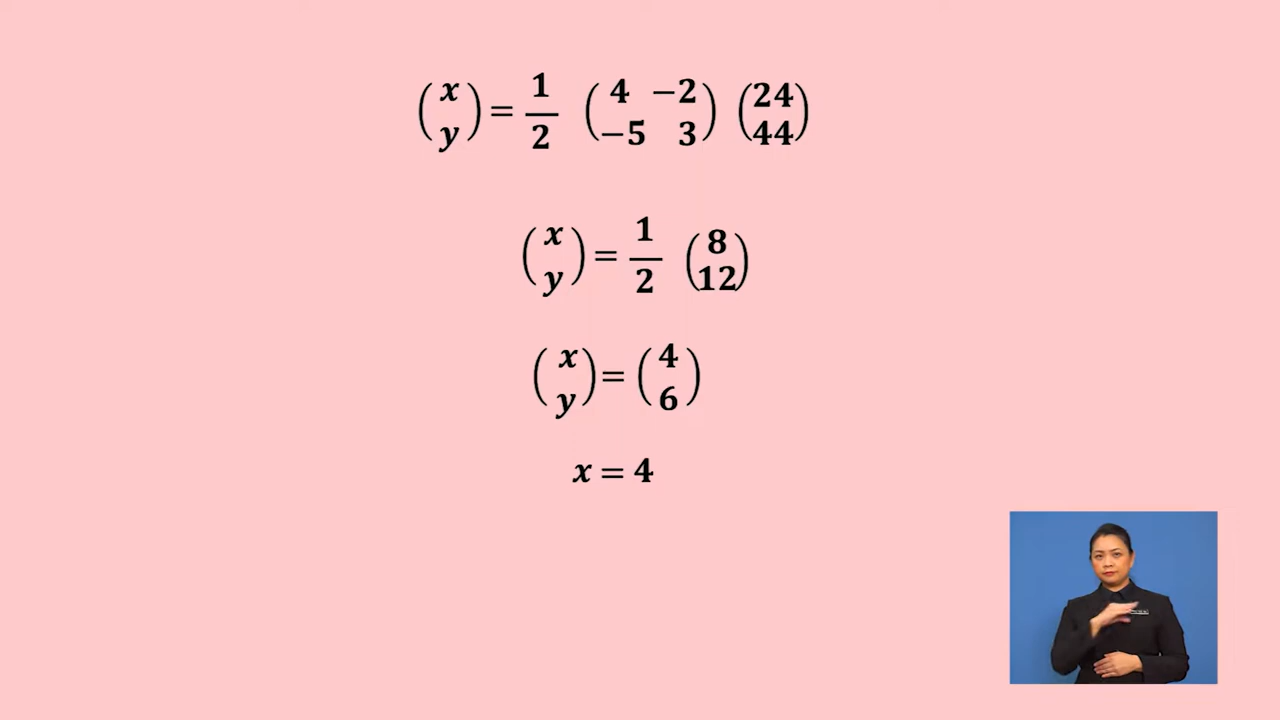 (x y) = 1/2 (4 −2 −5 3) (24 44)
(x y) = 1/2 (8 12)
(x y) = (4 6)
x = 4